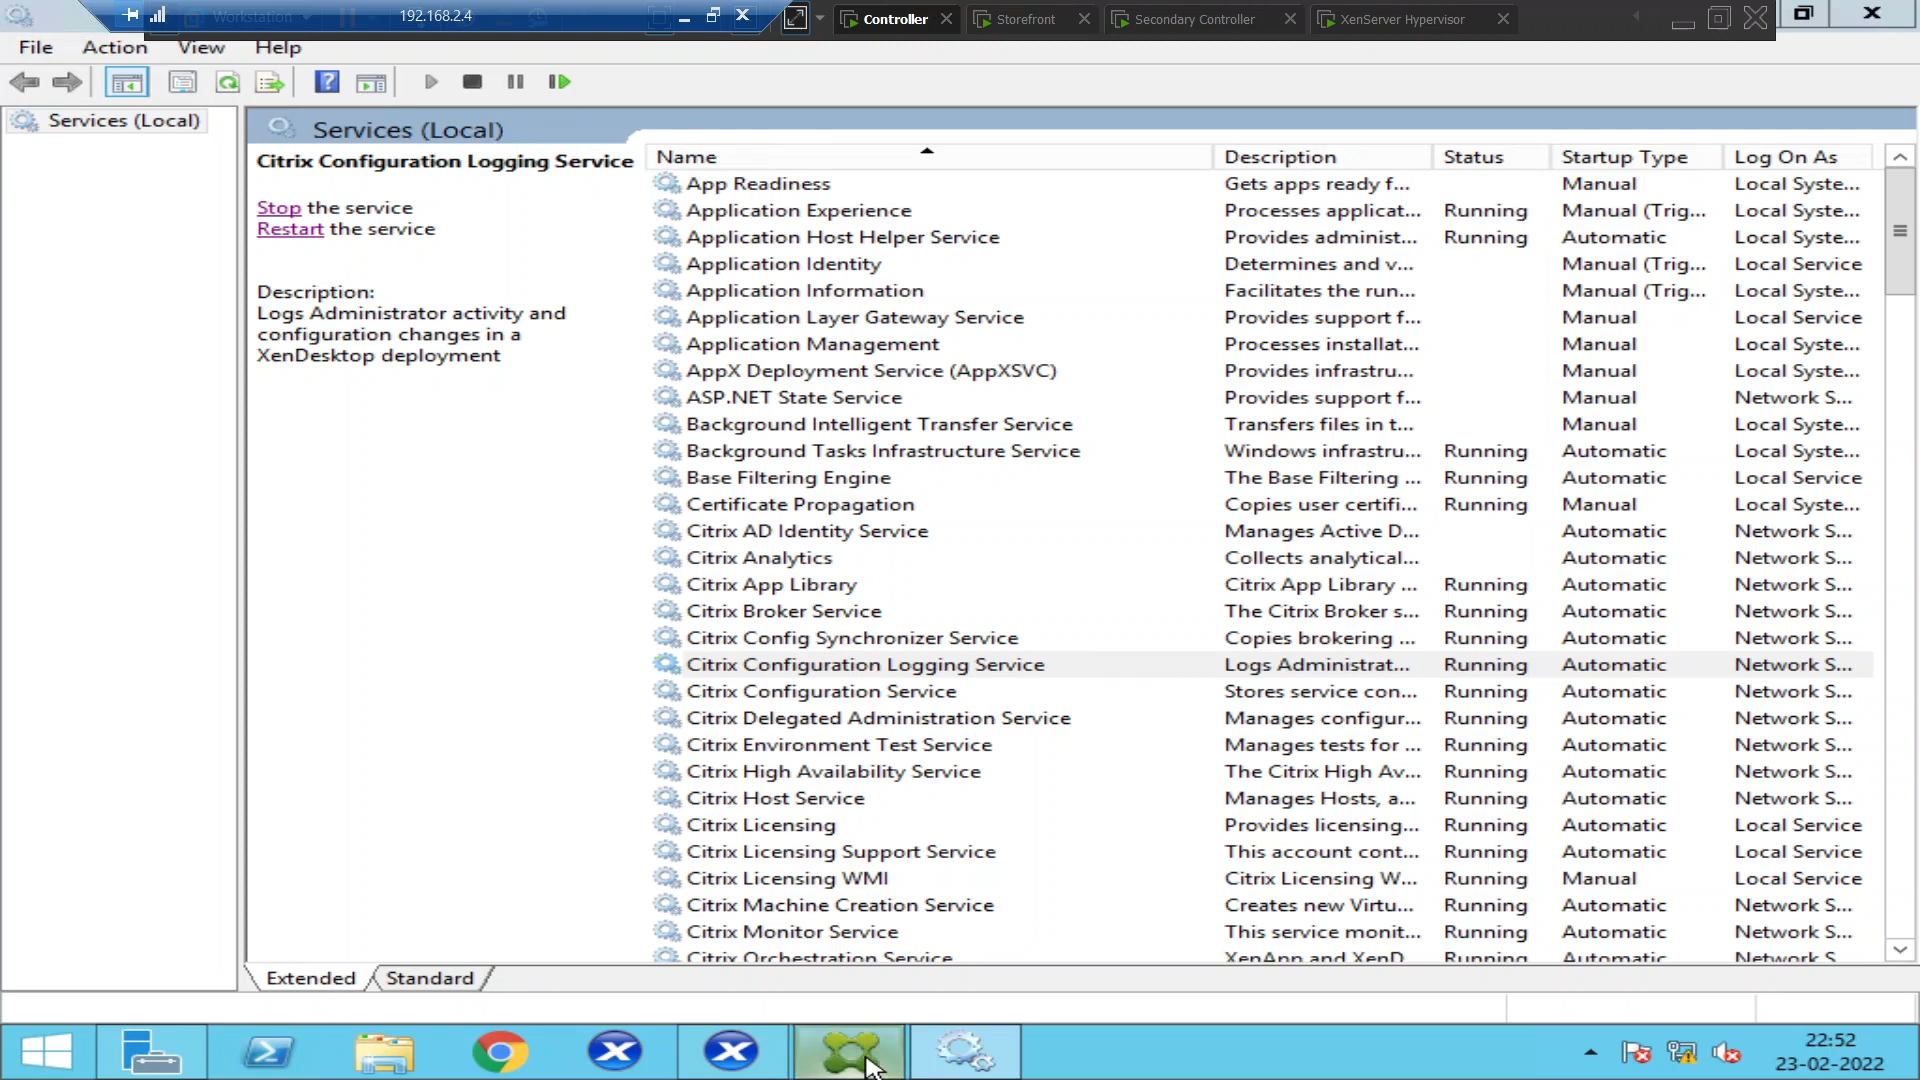 Workstation
192.168.2.4
Controller
Storefront
Secondary Controller
XenServer Hypervisor
File Action View Help
Services (Local)
Services (Local)
Citrix Configuration Logging Service
Stop the service
Restart the service
Description:
Logs Administrator activity and
configuration changes in a
XenDesktop deployment
Name Description Status Startup Type Log On As
App Readiness Gets apps ready f... Manual Local Syste...
Application Experience Processes applicat... Running Manual (Trig... Local Syste...
Application Host Helper Service Provides administ... Running Automatic Local Syste...
Application Identity Determines and v... Manual (Trig... Local Service
Application Information Facilitates the run... Manual (Trig... Local Syste...
Application Layer Gateway Service Provides support f... Manual Local Service
Application Management Processes installat... Manual Local Syste...
AppX Deployment Service (AppXSVC) Provides infrastru... Manual Local Syste...
ASP.NET State Service Provides support f... Manual Network S...
Background Intelligent Transfer Service Transfers files in t... Manual Local Syste...
Background Tasks Infrastructure Service Windows infrastru... Running Automatic Local Syste...
Base Filtering Engine The Base Filtering ... Running Automatic Local Service
Certificate Propagation Copies user certifi... Running Manual Local Syste...
Citrix AD Identity Service Manages Active D... Automatic Network S...
Citrix Analytics Collects analytical... Automatic Network S...
Citrix App Library Citrix App Library ... Running Automatic Network S...
Citrix Broker Service The Citrix Broker s... Running Automatic Network S...
Citrix Config Synchronizer Service Copies brokering ... Running Automatic Network S...
Citrix Configuration Logging Service Logs Administrat... Running Automatic Network S...
Citrix Configuration Service Stores service con... Running Automatic Network S...
Citrix Delegated Administration Service Manages configur... Running Automatic Network S...
Citrix Environment Test Service Manages tests for ... Running Automatic Network S...
Citrix High Availability Service The Citrix High Av... Running Automatic Network S...
Citrix Host Service Manages Hosts, a... Running Automatic Network S...
Citrix Licensing Provides licensing... Running Automatic Local Service
Citrix Licensing Support Service This account cont... Running Automatic Local Service
Citrix Licensing WMI Citrix Licensing W... Running Manual Local Service
Citrix Machine Creation Service Creates new Virtu... Running Automatic Network S...
Citrix Monitor Service This service monit... Running Automatic Network S...
Citrix Orchestration Service XenApp and XenD Running Automatic Network S
Extended Standard
22:52
23-02-2022